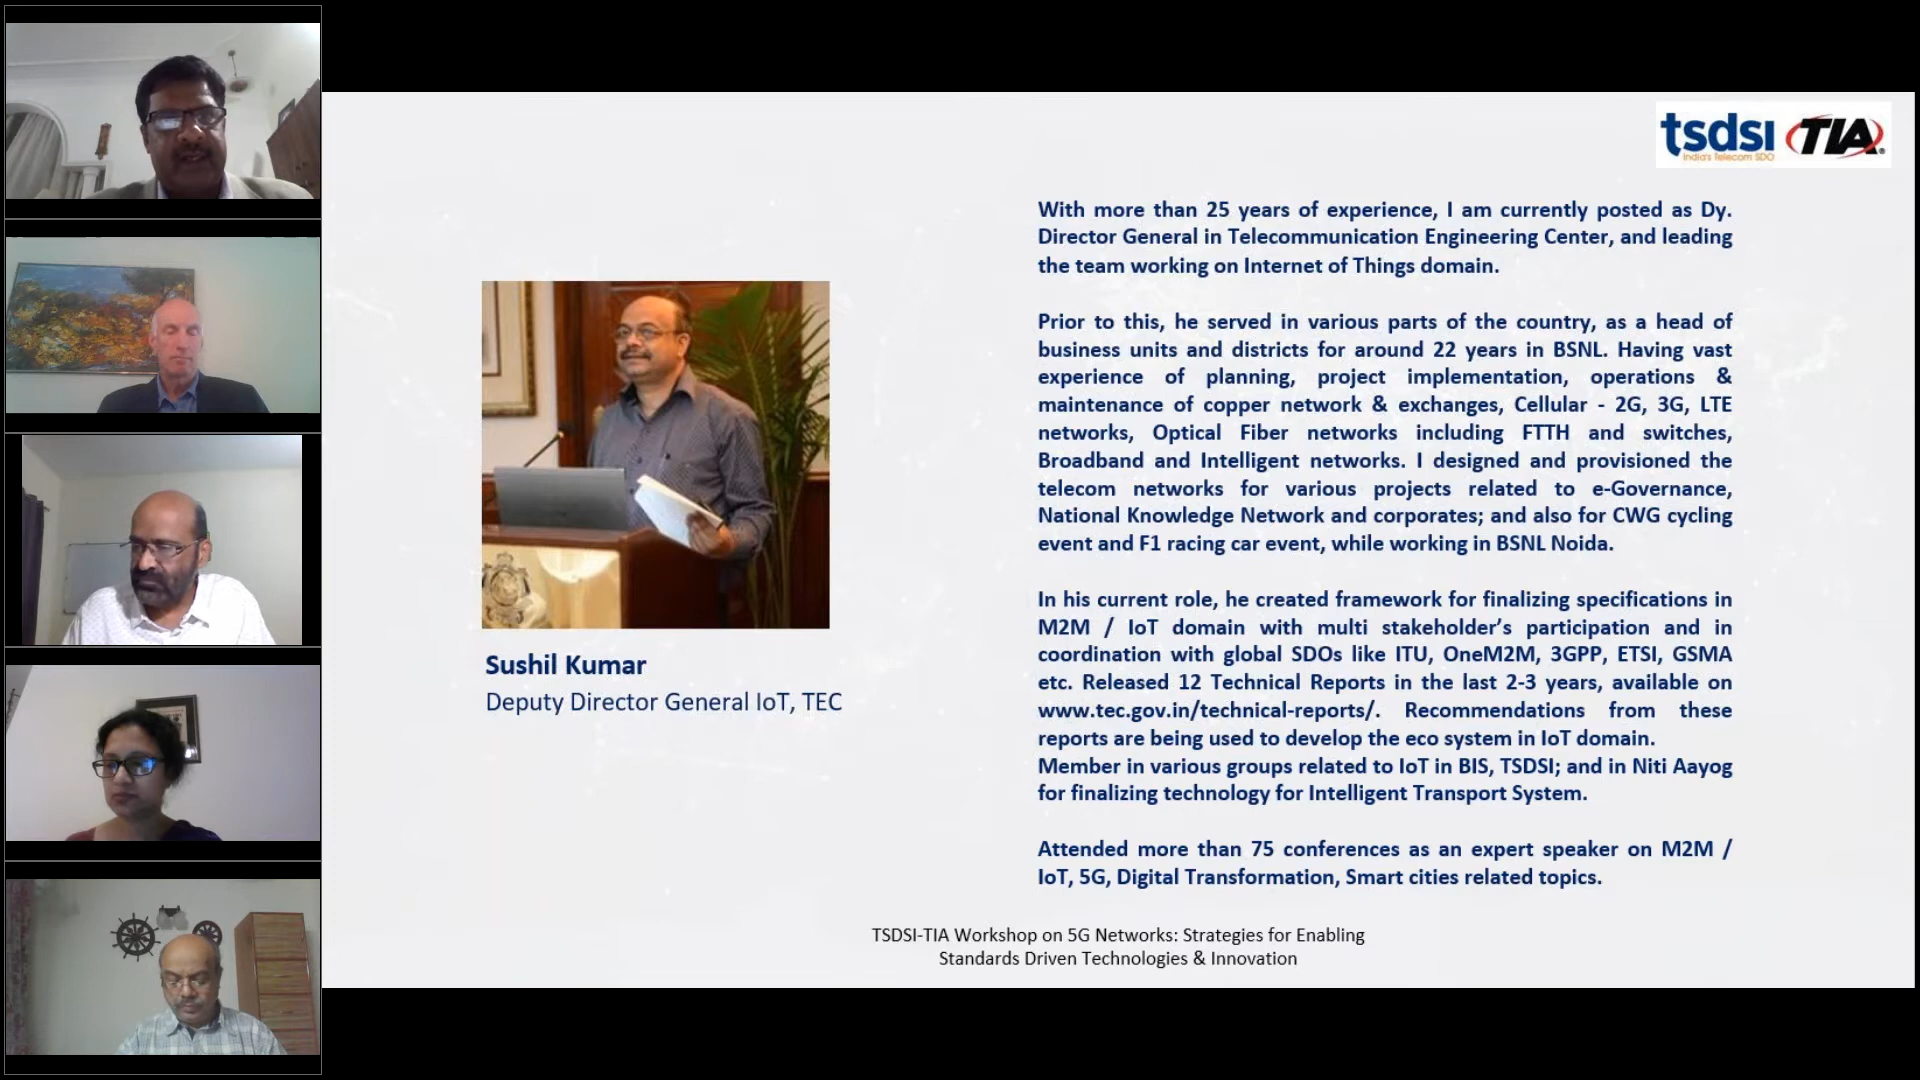 tsdsi TIA
India's Telecom SDO
With more than 25 years of experience, I am currently posted as Dy.
Director General in Telecommunication Engineering Center, and leading
the team working on Internet of Things domain.
Prior to this, he served in various parts of the country, as a head of
business units and districts for around 22 years in BSNL. Having vast
experience of planning, project implementation, operations &
maintenance of copper network & exchanges, Cellular - 2G, 3G, LTE
networks, Optical Fiber networks including FTTH and switches,
Broadband and Intelligent networks. I designed and provisioned the
telecom networks for various projects related to e-Governance,
National Knowledge Network and corporates; and also for CWG cycling
event and F1 racing car event, while working in BSNL Noida.
In his current role, he created framework for finalizing specifications in
M2M / IoT domain with multi stakeholder's participation and in
coordination with global SDOs like ITU, OneM2M, 3GPP, ETSI, GSMA
etc. Released 12 Technical Reports in the last 2-3 years, available on
www.tec.gov.in/technical-reports/. Recommendations from these
reports are being used to develop the eco system in IoT domain.
Member in various groups related to IoT in BIS, TSDSI; and in Niti Aayog
for finalizing technology for Intelligent Transport System.
Attended more than 75 conferences as an expert speaker on M2M /
IoT, 5G, Digital Transformation, Smart cities related topics.
Sushil Kumar
Deputy Director General IoT, TEC
TSDSI-TIA Workshop on 5G Networks: Strategies for Enabling
Standards Driven Technologies & Innovation